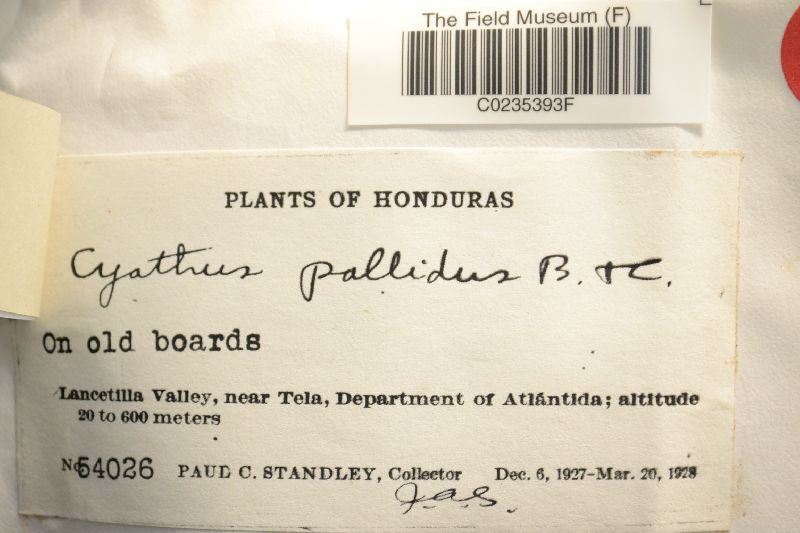 The Field Museum (F)
C0235393F
PLANTS OF HONDURAS
Cyathus pallidus B. & C.
On old boards
Lancetilla Valley, near Tela, Department of Atlántida; altitude
20 to 600 meters
No 54026 PAUL C. STANDLEY, Collector Dec. 6, 1927-Mar. 20, 1928
J.A.S.